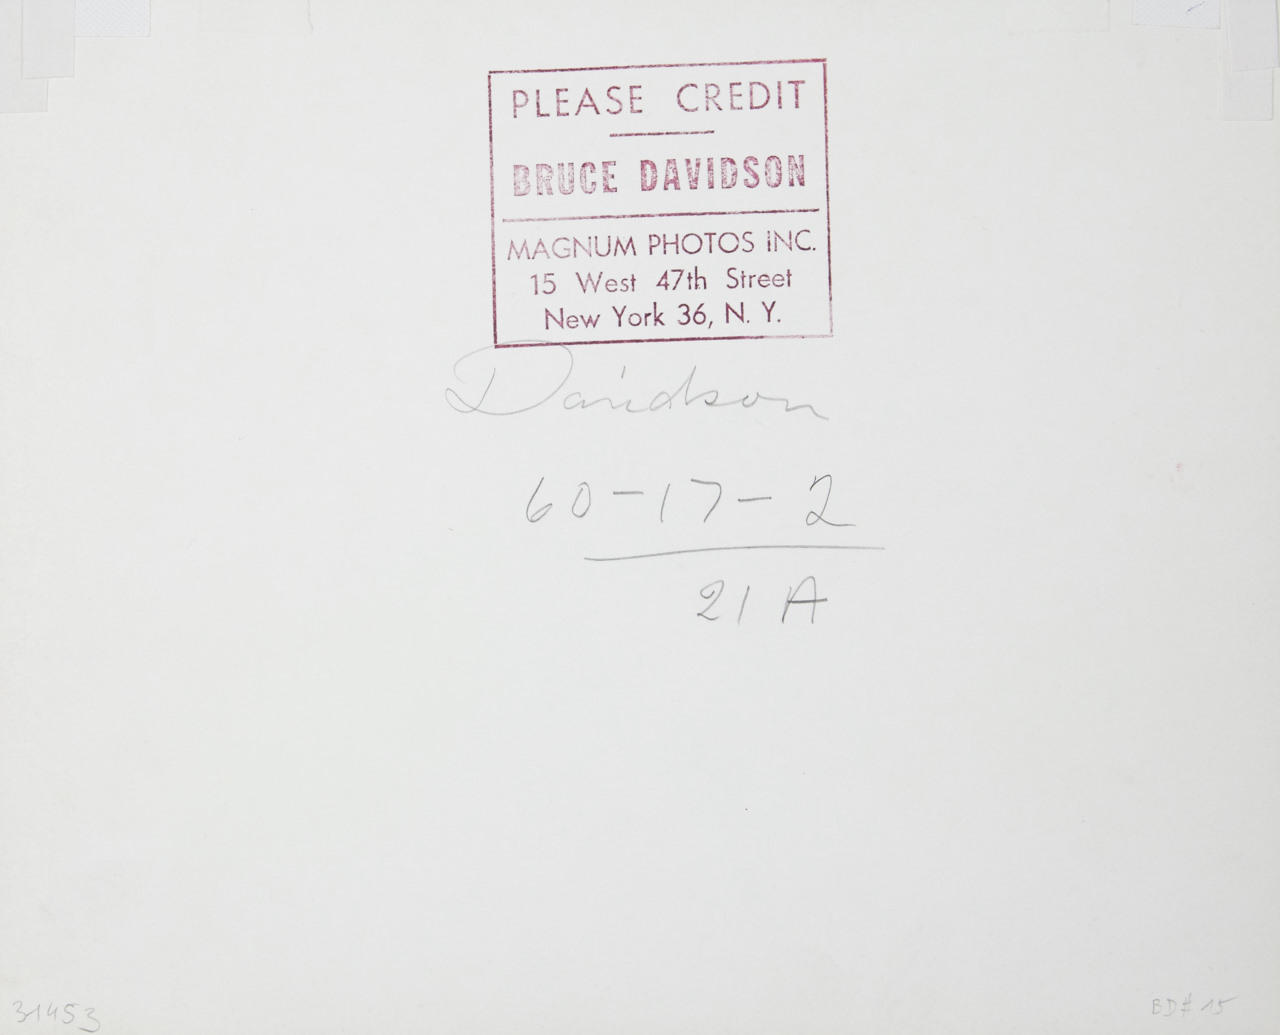 PLEASE CREDIT
BRUCE DAVIDSON
MAGNUM PHOTOS INC.
15 West 47th Street
New York 36, N. Y.
Davidson
60-17-2
21 A
31453
BD# 15